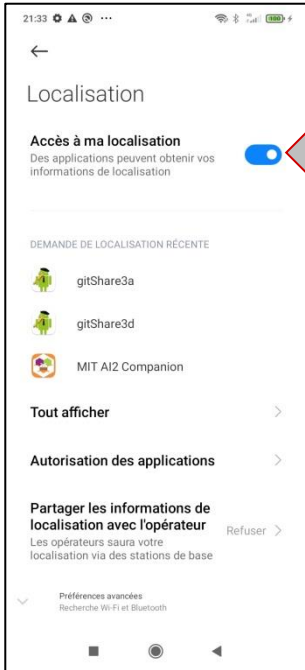 21:33
100
Localisation
Accès à ma localisation
Des applications peuvent obtenir vos
informations de localisation
DEMANDE DE LOCALISATION RÉCENTE
gitShare3a
gitShare3d
MIT AI2 Companion
Tout afficher
Autorisation des applications
Partager les informations de
localisation avec l'opérateur
Refuser
Les opérateurs saura votre
localisation via des stations de base
Préférences avancées
Recherche Wi-Fi et Bluetooth